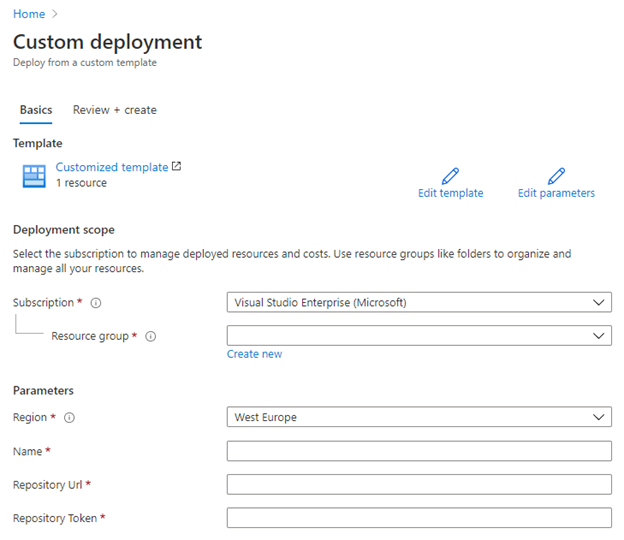 Home >
Custom deployment
Deploy from a custom template
Basics Review + create
Template
Customized template
1 resource
Edit template Edit parameters
Deployment scope
Select the subscription to manage deployed resources and costs. Use resource groups like folders to organize and
manage all your resources.
Subscription * Visual Studio Enterprise (Microsoft)
Resource group *
Create new
Parameters
Region * West Europe
Name *
Repository Url *
Repository Token *